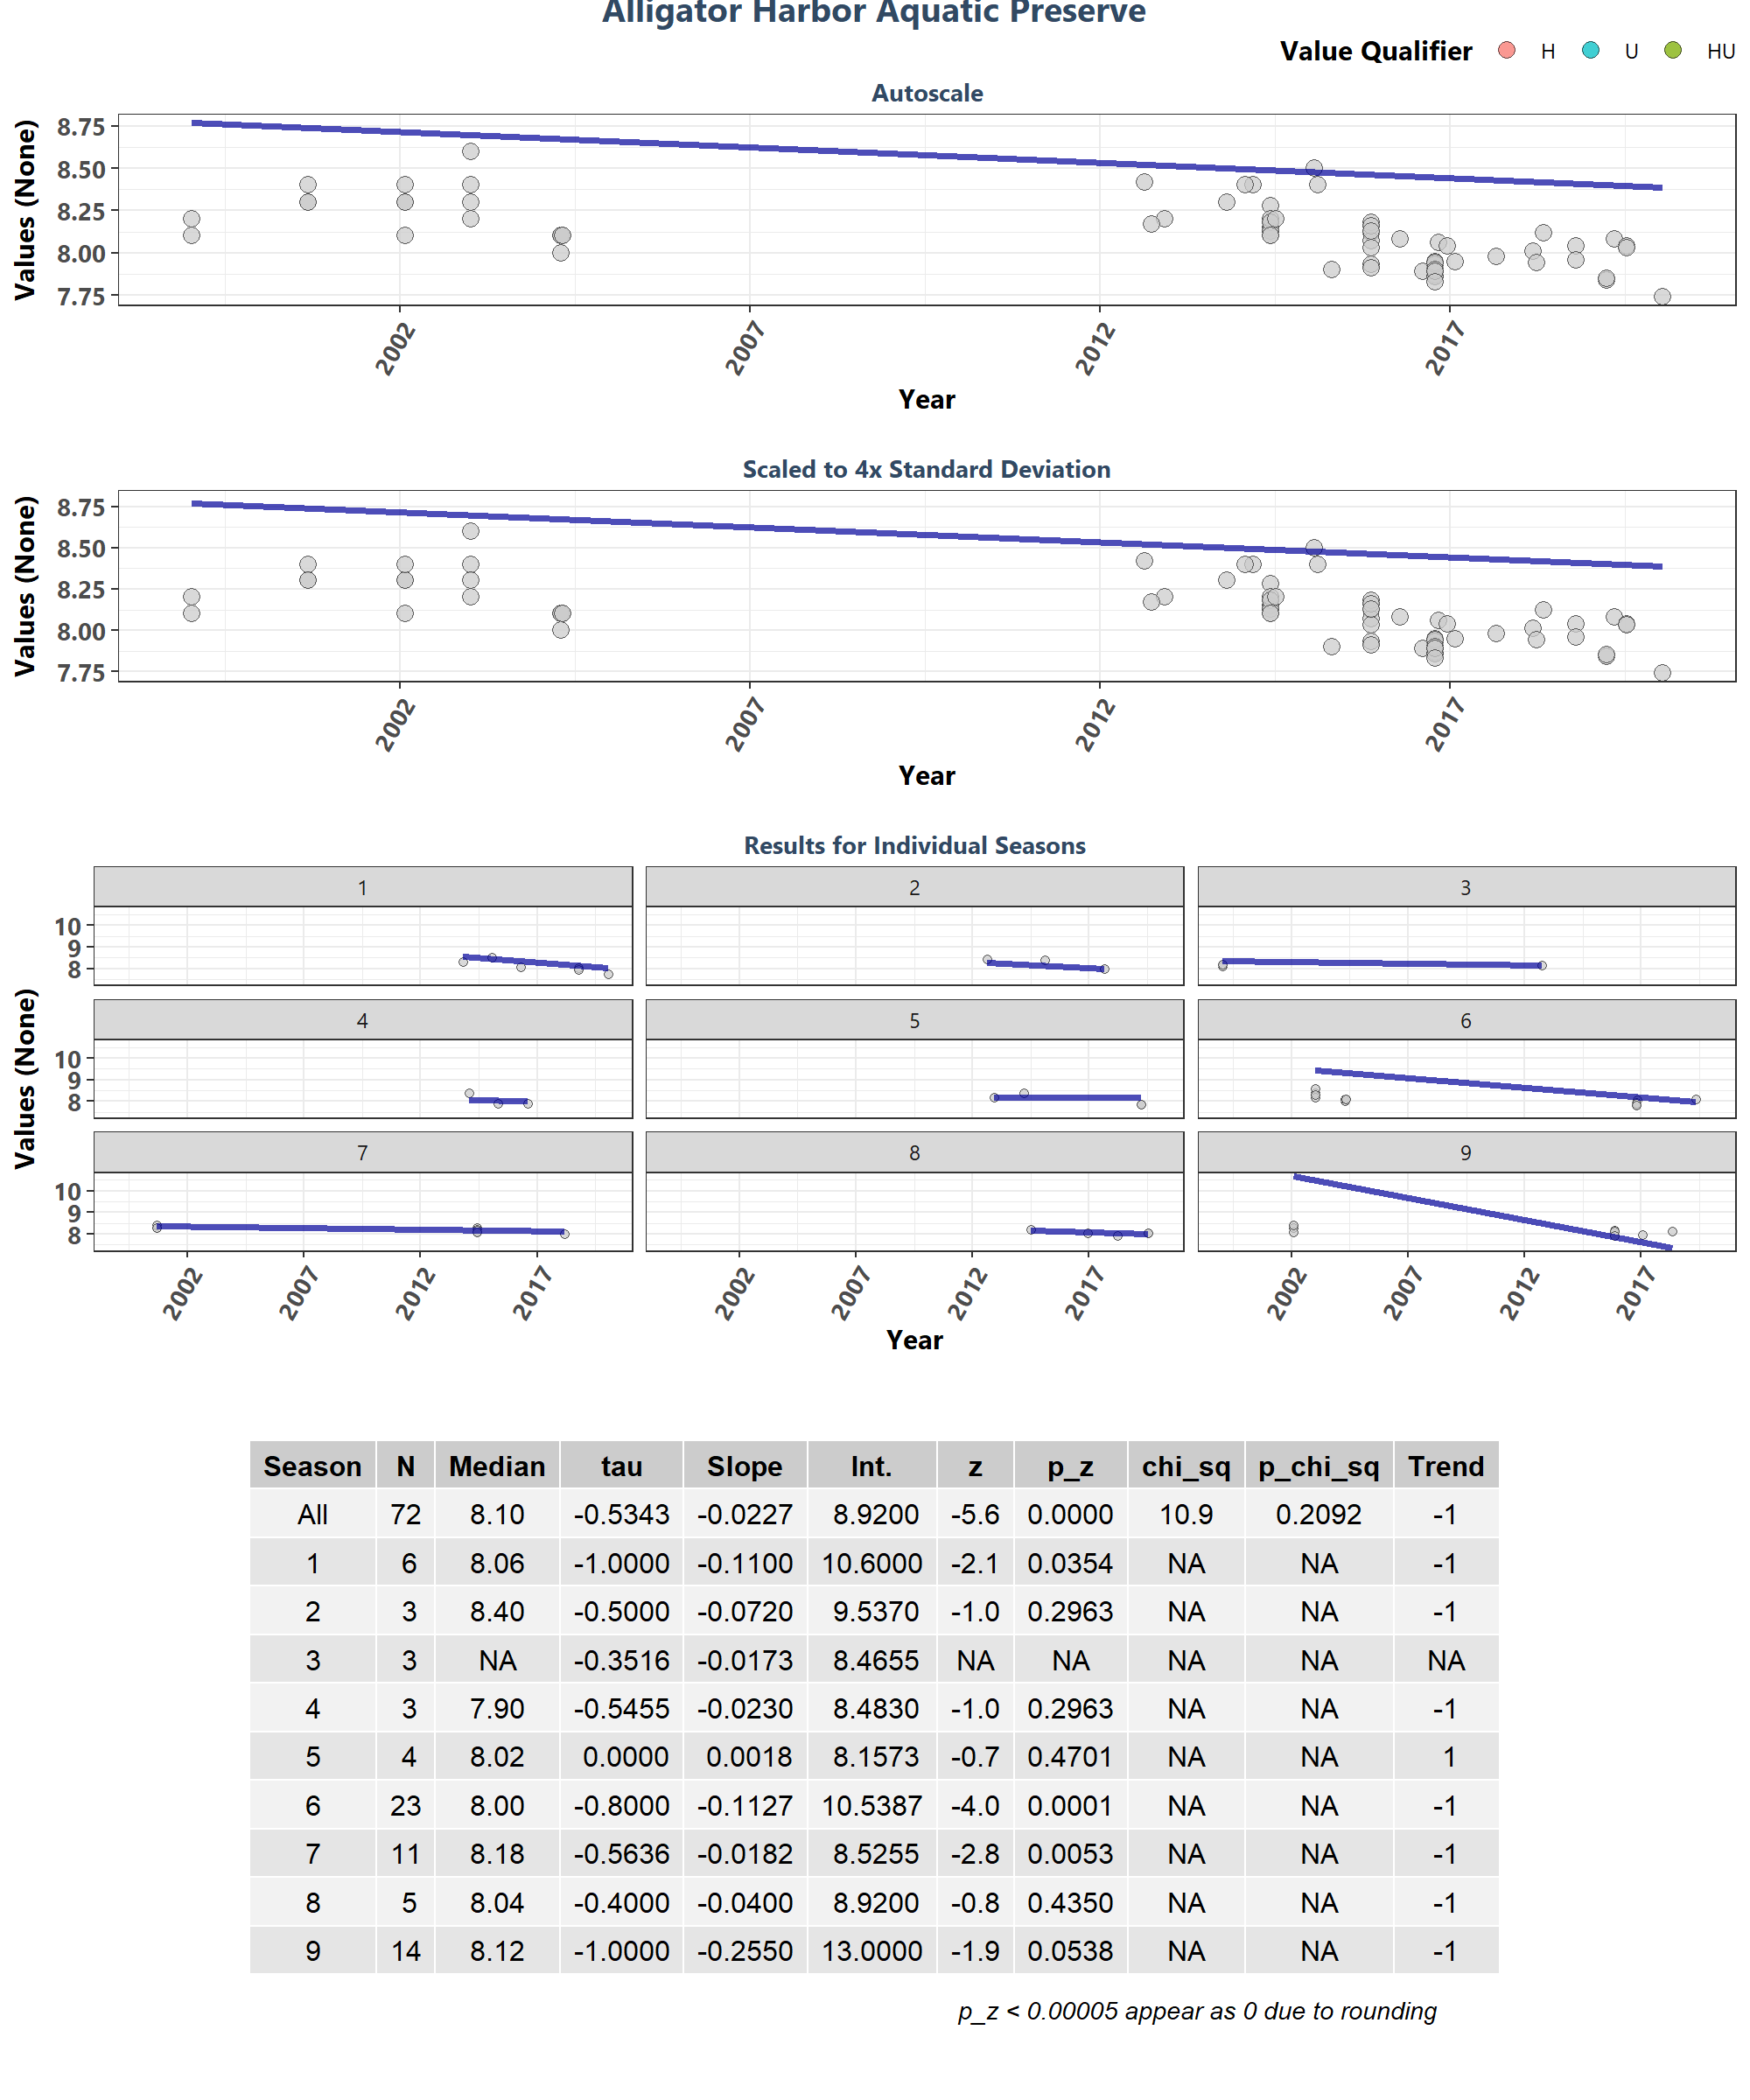 Alligator Harbor Aquatic Preserve
Value Qualifier H U HU
Autoscale
Values (None)
8.75
8.50
8.25
8.00
7.75
2002 2007 2012 2017
Year
Scaled to 4x Standard Deviation
Values (None)
8.75
8.50
8.25
8.00
7.75
2002 2007 2012 2017
Year
Results for Individual Seasons
Values (None)
1 2 3
10
9
8
4 5 6
10
9
8
7 8 9
10
9
8
2002 2007 2012 2017 2002 2007 2012 2017 2002 2007 2012 2017
Year
Season N Median tau Slope Int. z p_z chi_sq p_chi_sq Trend
All 72 8.10 -0.5343 -0.0227 8.9200 -5.6 0.0000 10.9 0.2092 -1
1 6 8.06 -1.0000 -0.1100 10.6000 -2.1 0.0354 NA NA -1
2 3 8.40 -0.5000 -0.0720 9.5370 -1.0 0.2963 NA NA -1
3 3 NA -0.3516 -0.0173 8.4655 NA NA NA NA NA
4 3 7.90 -0.5455 -0.0230 8.4830 -1.0 0.2963 NA NA -1
5 4 8.02 0.0000 0.0018 8.1573 -0.7 0.4701 NA NA 1
6 23 8.00 -0.8000 -0.1127 10.5387 -4.0 0.0001 NA NA -1
7 11 8.18 -0.5636 -0.0182 8.5255 -2.8 0.0053 NA NA -1
8 5 8.04 -0.4000 -0.0400 8.9200 -0.8 0.4350 NA NA -1
9 14 8.12 -1.0000 -0.2550 13.0000 -1.9 0.0538 NA NA -1
p_z < 0.00005 appear as 0 due to rounding